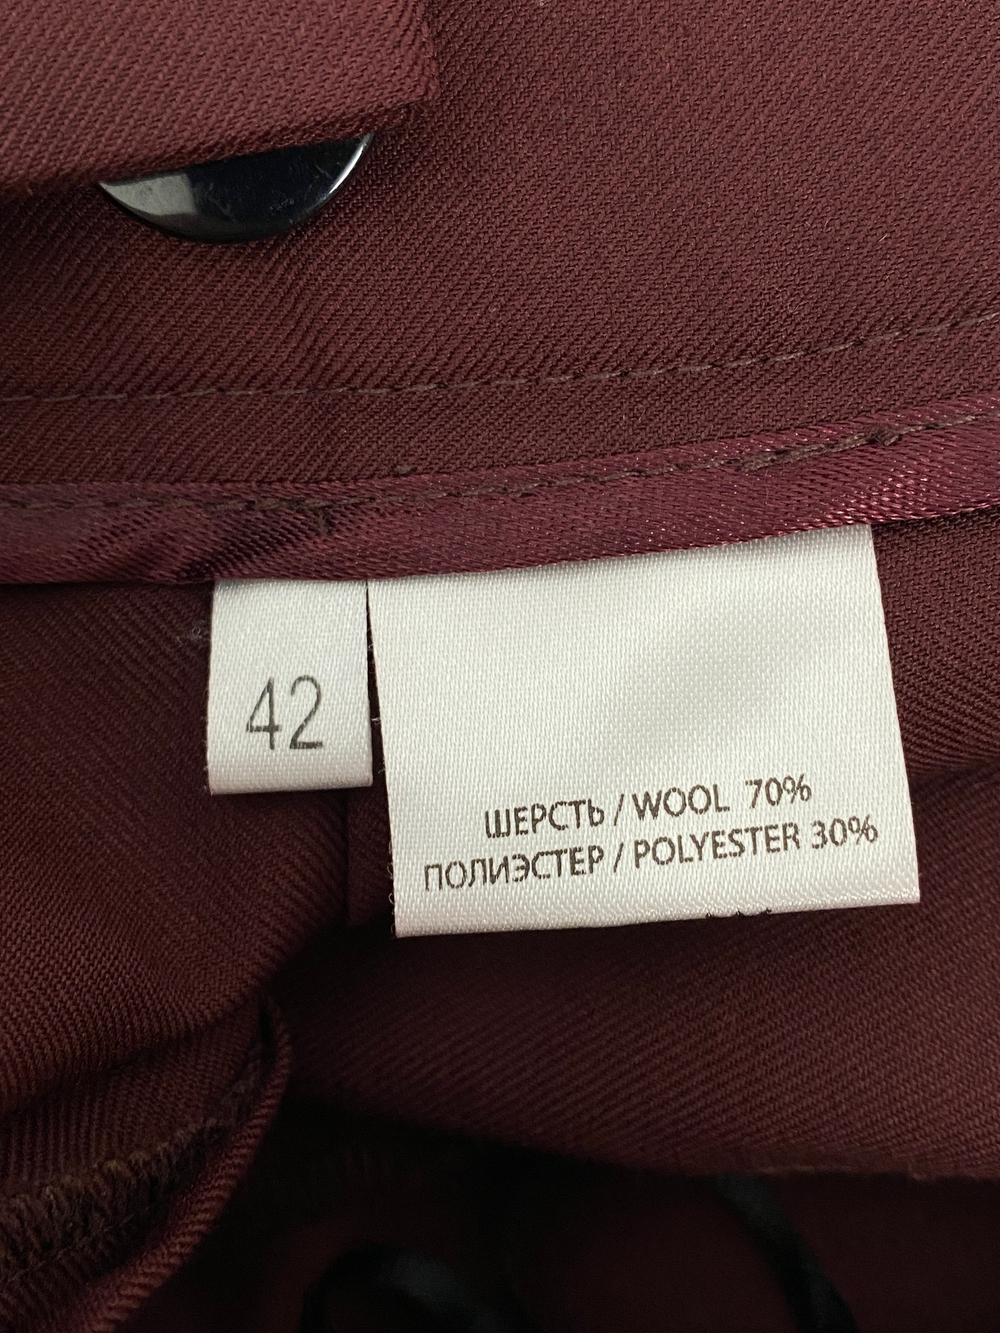 42
ШЕРСТЬ / WOOL 70%
ПОЛИЭСТЕР / POLYESTER 30%